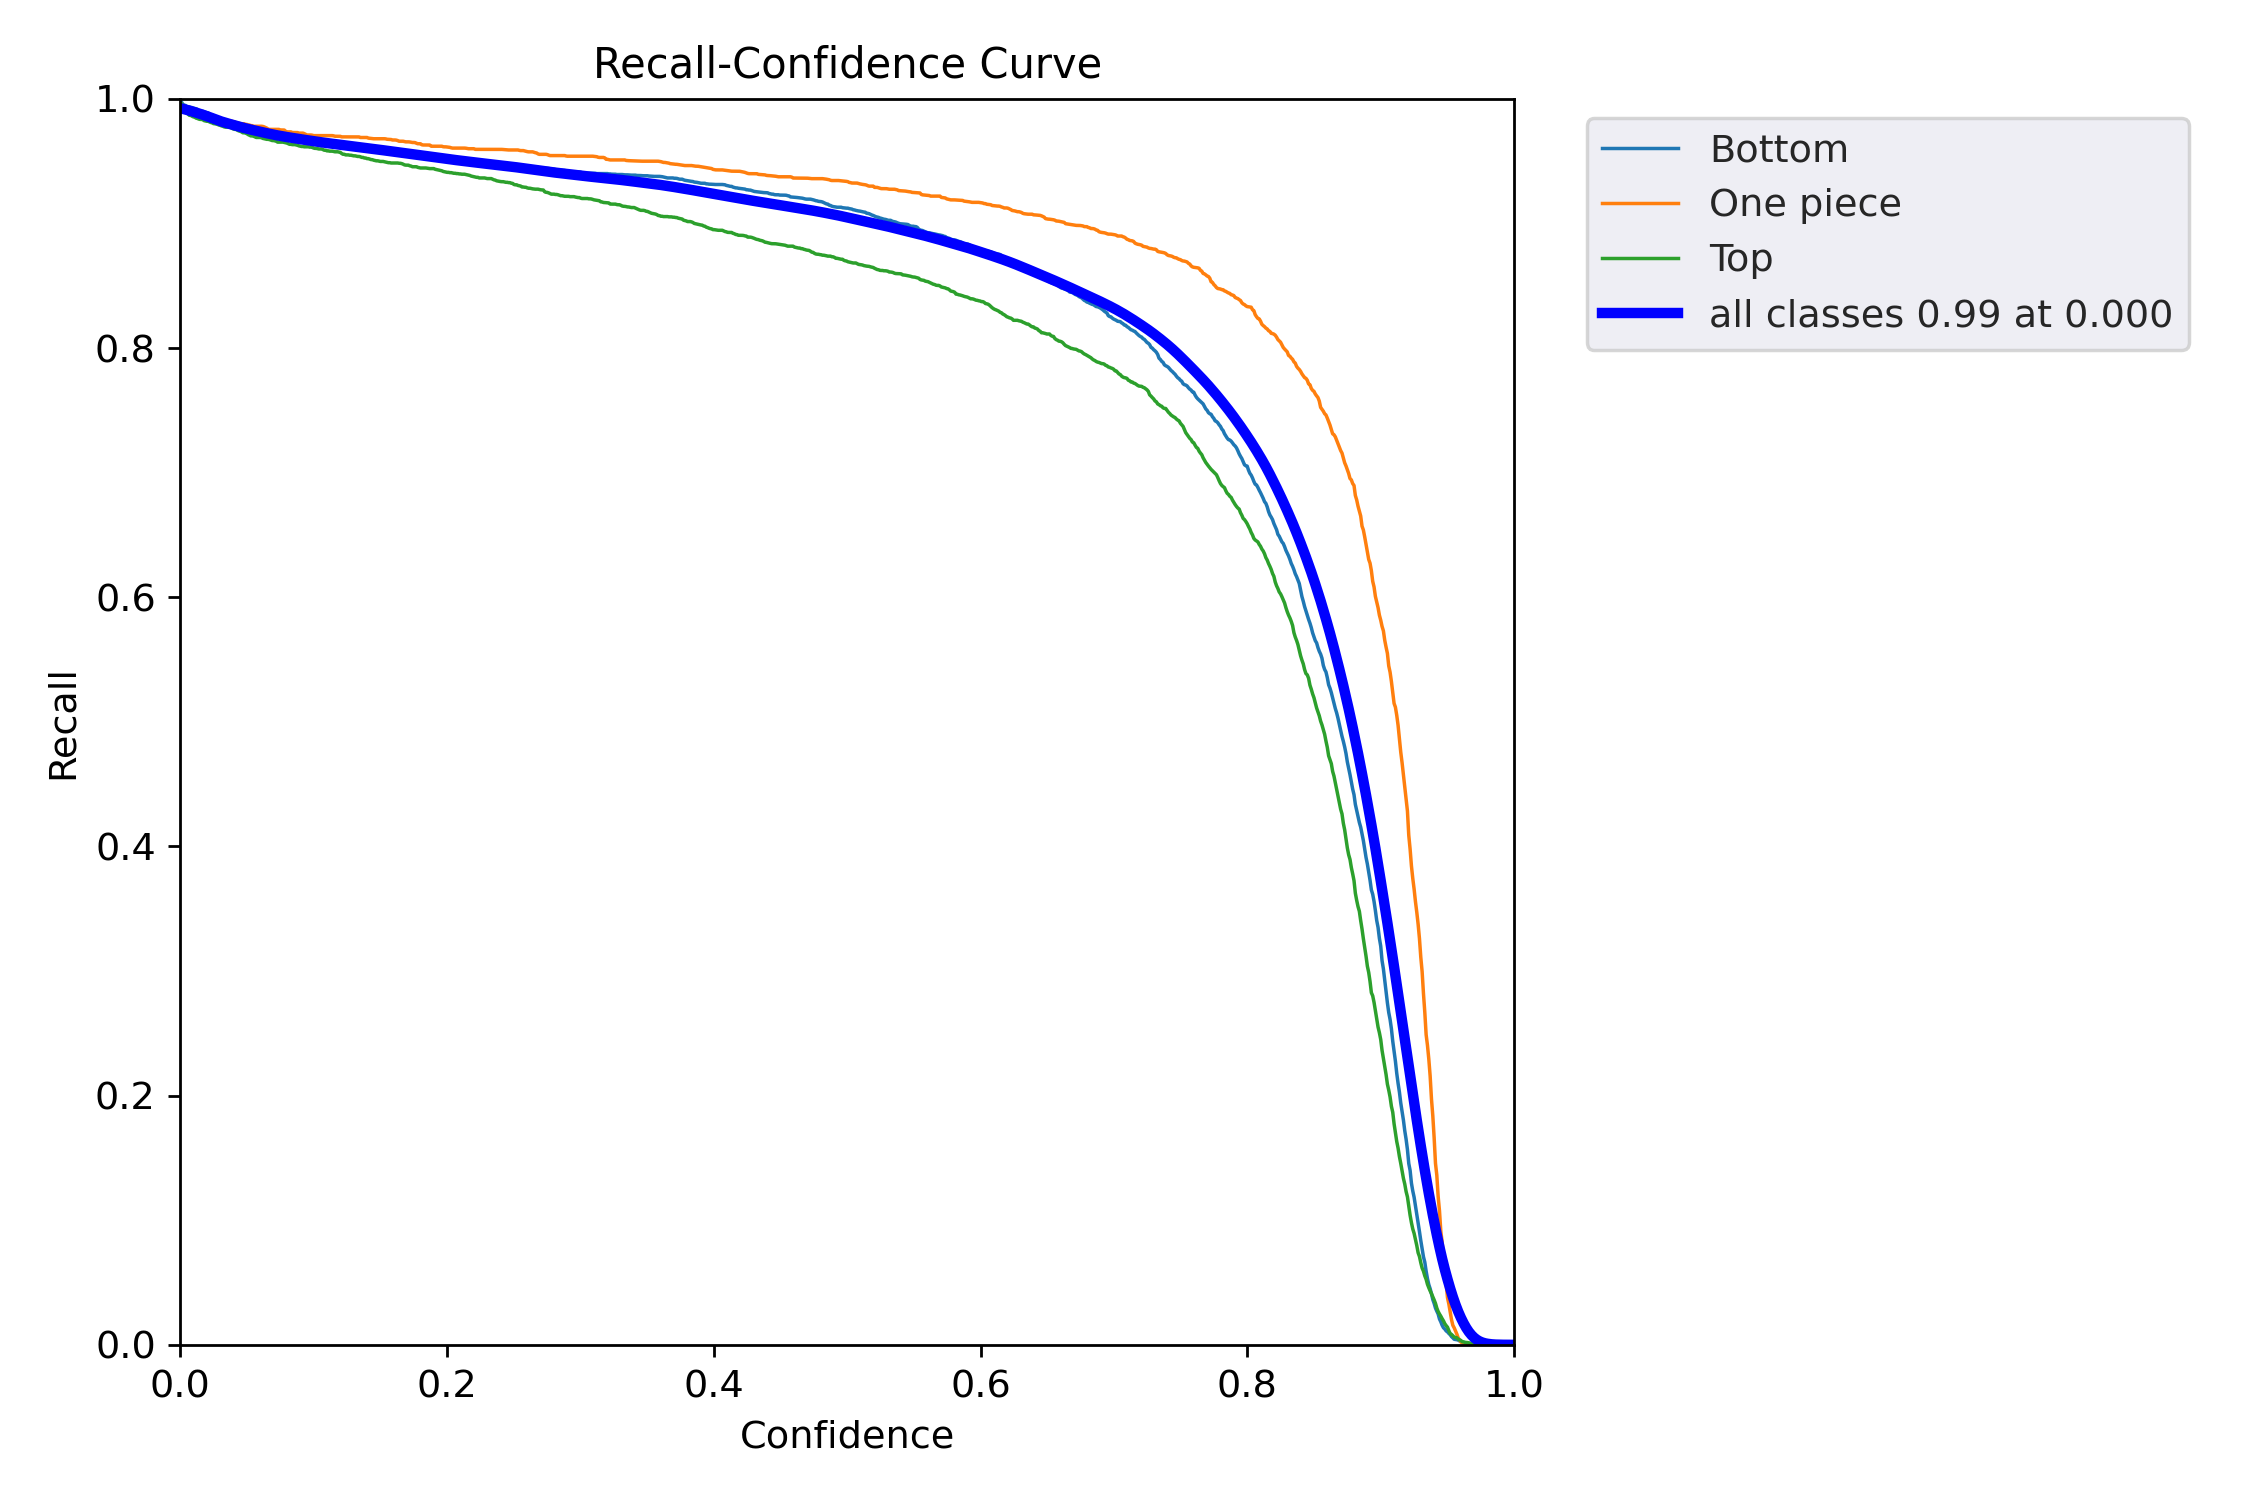 Recall-Confidence Curve
1.0
0.8
0.6
0.4
0.2
0.0
Recall
0.0 0.2 0.4 0.6 0.8 1.0
Confidence
Bottom
One piece
Top
all classes 0.99 at 0.000